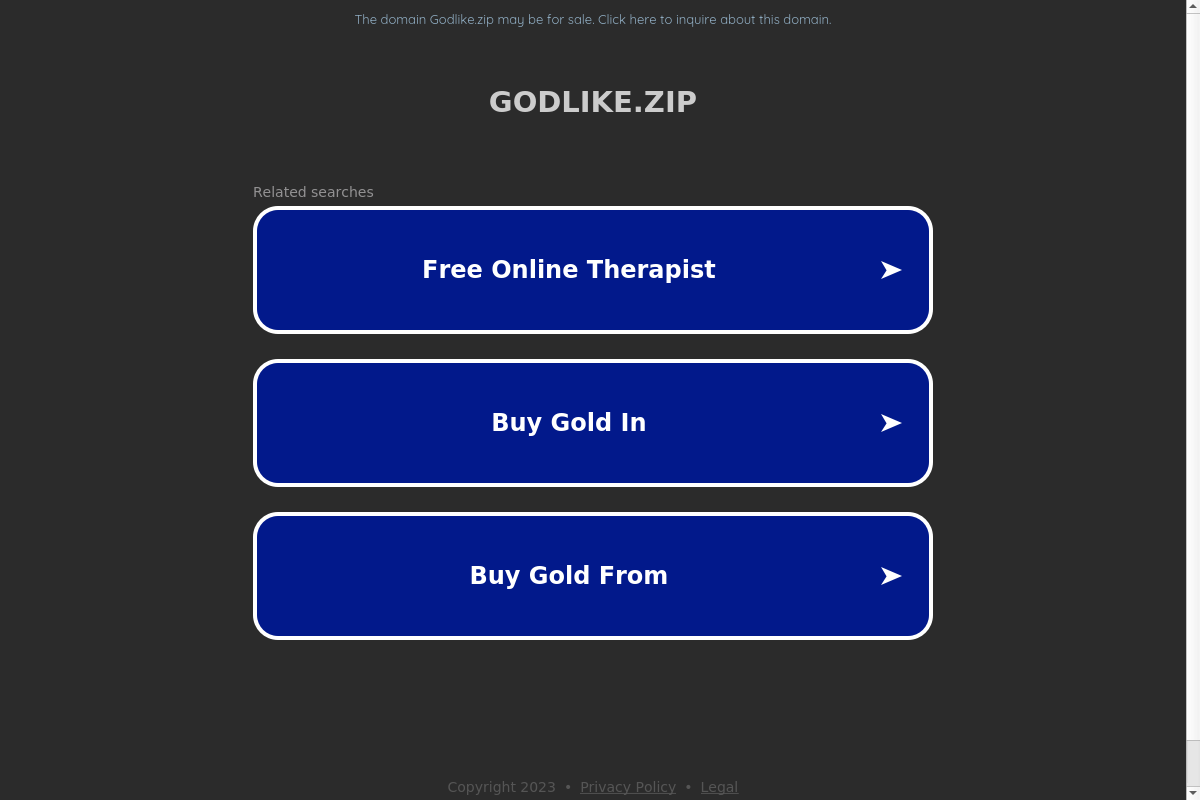 The domain Godlike.zip may be for sale. Click here to inquire about this domain.
GODLIKE.ZIP
Related searches
Free Online Therapist ➤
Buy Gold In ➤
Buy Gold From ➤
Copyright 2023 • Privacy Policy • Legal